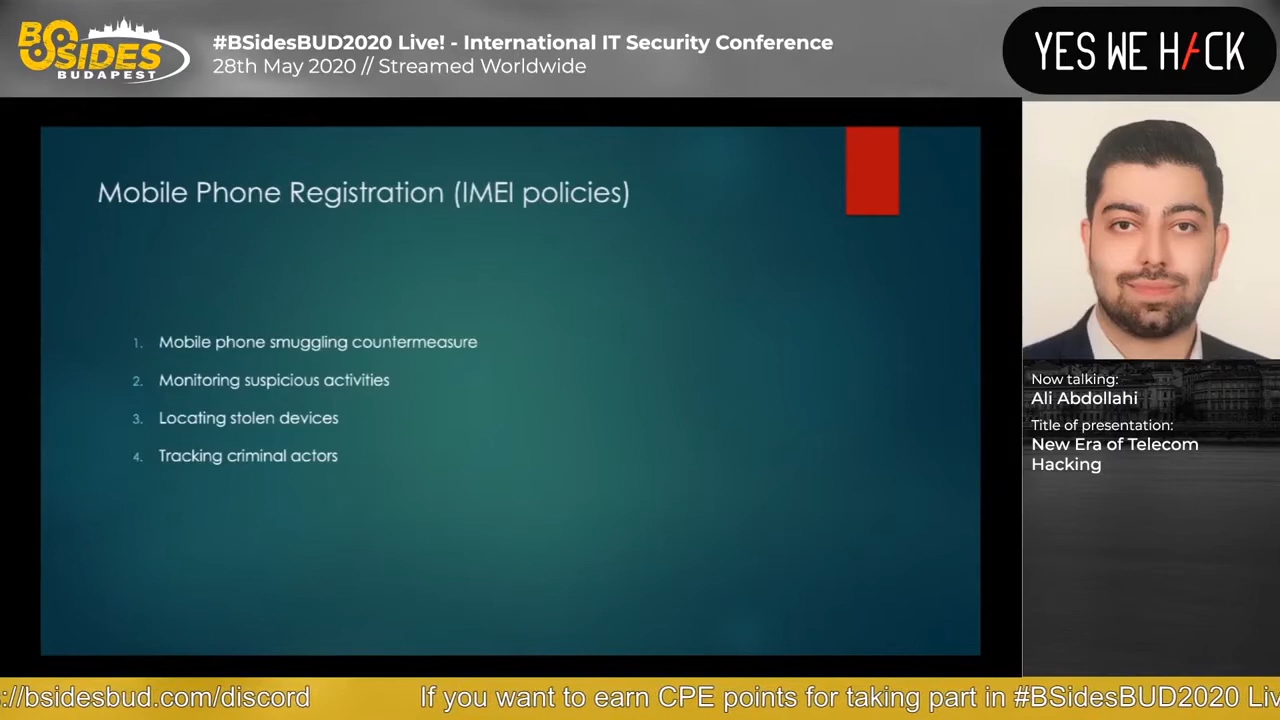 BSIDES
BUDAPEST
#BSidesBUD2020 Live! - International IT Security Conference
28th May 2020 // Streamed Worldwide
YES WE H/CK
Mobile Phone Registration (IMEI policies)
1. Mobile phone smuggling countermeasure
2. Monitoring suspicious activities
3. Locating stolen devices
4. Tracking criminal actors
Now talking:
Ali Abdollahi
Title of presentation:
New Era of Telecom
Hacking
://bsidesbud.com/discord If you want to earn CPE points for taking part in #BSidesBUD2020 Liv